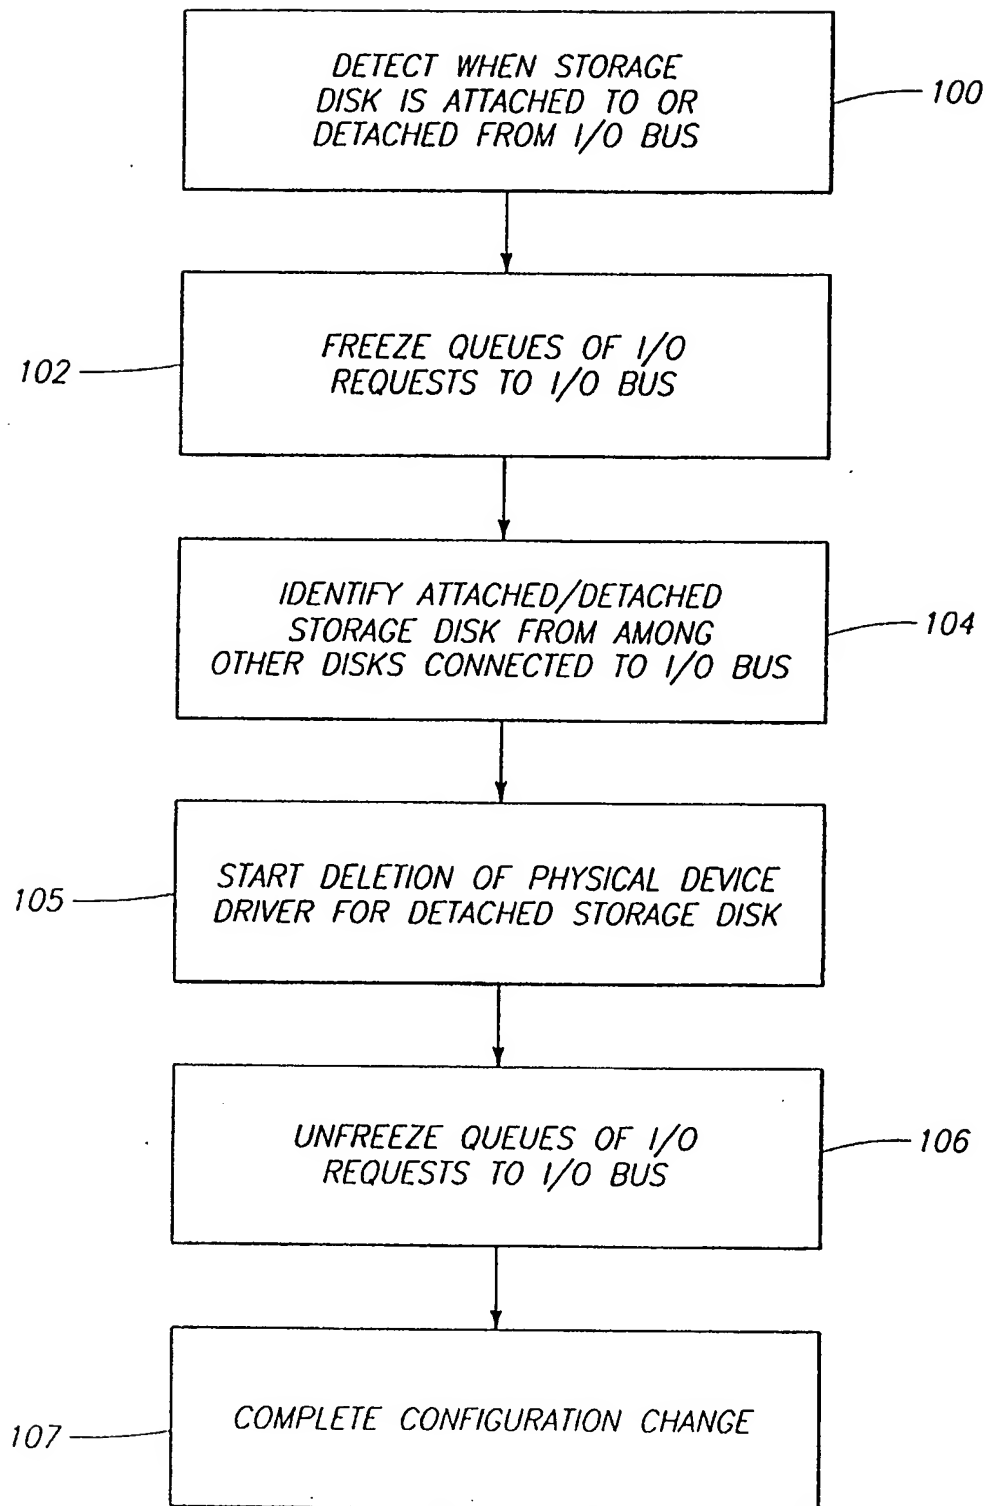 DETECT WHEN STORAGE
DISK IS ATTACHED TO OR
DETACHED FROM I/O BUS
100
FREEZE QUEUES OF I/O
REQUESTS TO I/O BUS
102
IDENTIFY ATTACHED/DETACHED
STORAGE DISK FROM AMONG
OTHER DISKS CONNECTED TO I/O BUS
104
START DELETION OF PHYSICAL DEVICE
DRIVER FOR DETACHED STORAGE DISK
105
UNFREEZE QUEUES OF I/O
REQUESTS TO I/O BUS
106
COMPLETE CONFIGURATION CHANGE
107